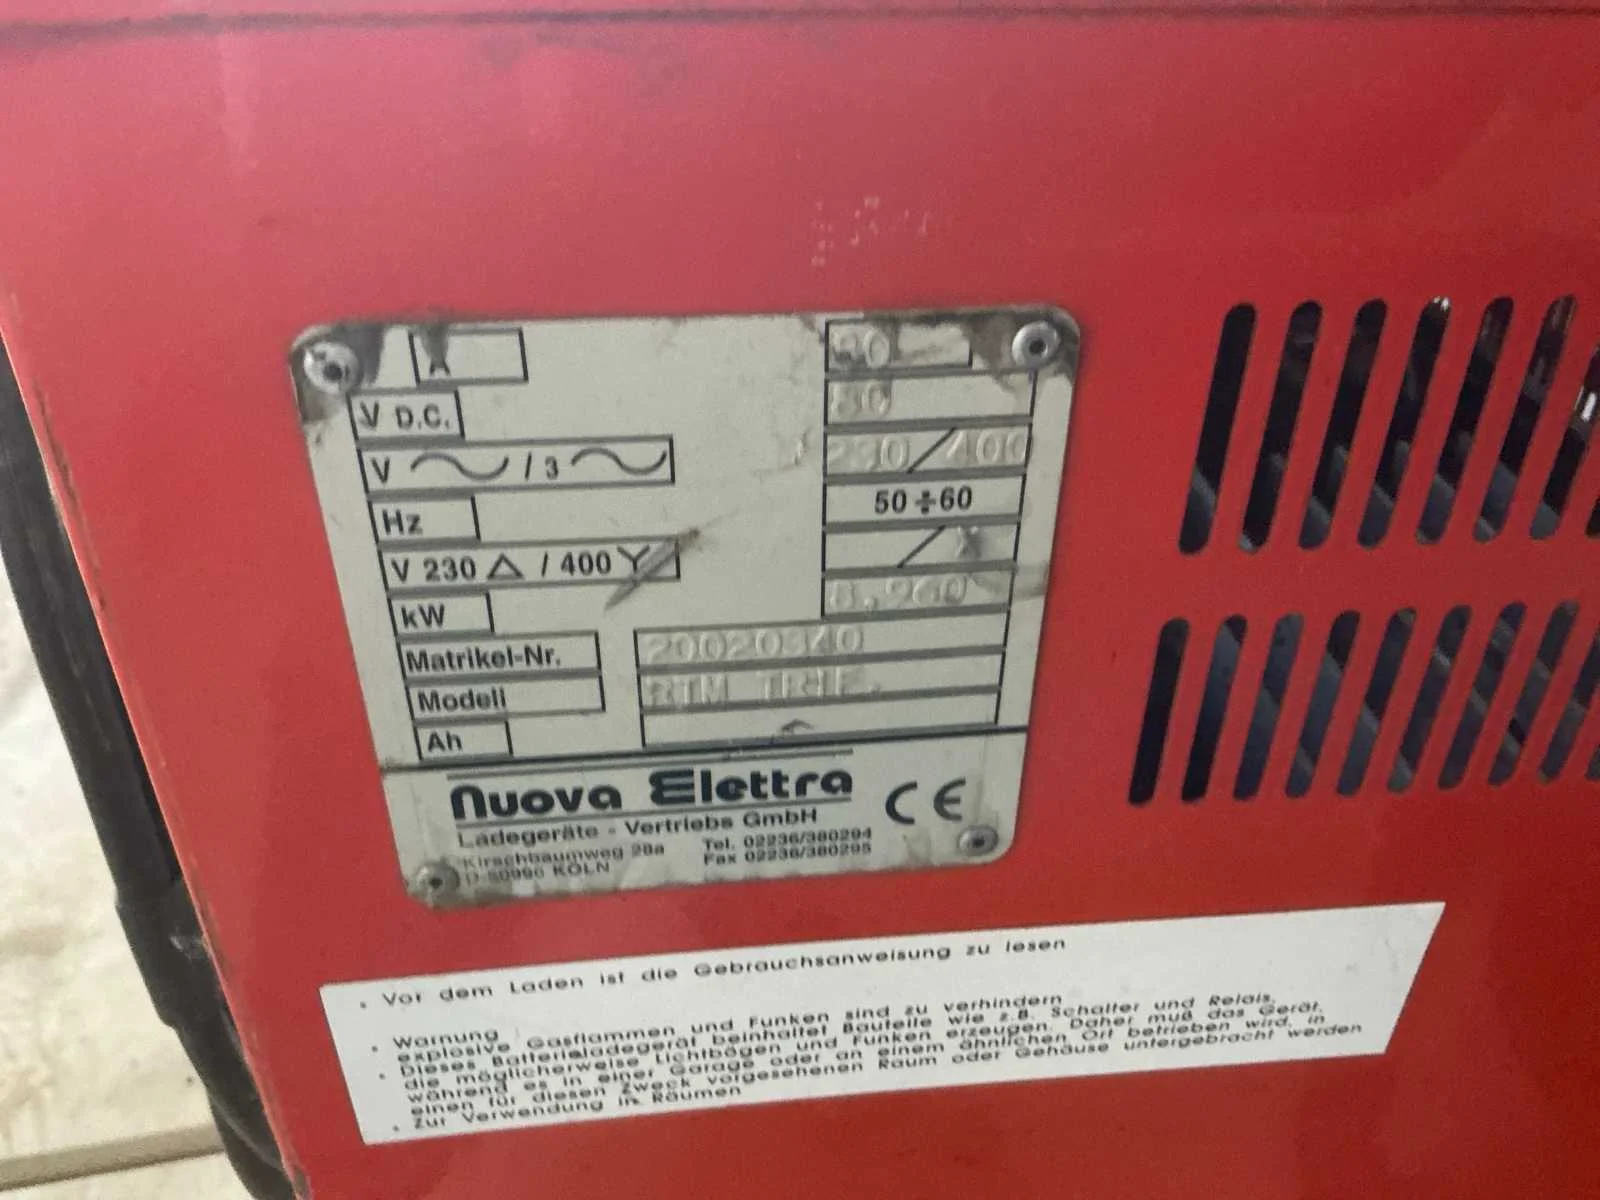 A 80
V D.C. 80
V / 3 230/400
Hz 50÷60
V 230 △ / 400 Y / X
kW 8.960
Matrikel-Nr. 20020340
Modell RTM TRIF.
Ah
nuova Elettra
CE
Ladegeräte - Vertriebs GmbH
Kirschbaumweg 28a Tel. 02236/380294
D-50996 KÖLN Fax 02236/380295
• Vor dem Laden ist die Gebrauchsanweisung zu lesen
• Warnung Gasflammen und Funken sind zu verhindern
explosive
• Dieses Batterieladegerät beinhaltet Bauteile wie z.B. Schalter und Relais,
die möglicherweise Lichtbögen und Funken erzeugen. Daher muß das Gerät,
während es in einer Garage oder an einem ähnlichen Ort betrieben wird, in
einen für diesen Zweck vorgesehenen Raum oder Gehäuse untergebracht werden
• Zur Verwendung in Räumen